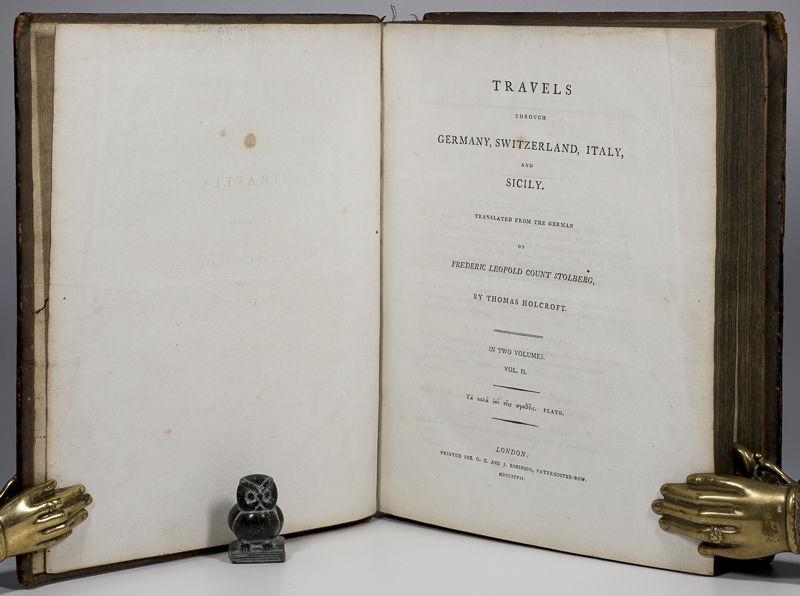 TRAVELS
THROUGH
GERMANY, SWITZERLAND, ITALY,
AND
SICILY.
TRANSLATED FROM THE GERMAN
OF
FREDERIC LEOPOLD COUNT STOLBERG,
BY THOMAS HOLCROFT.
IN TWO VOLUMES.
VOL. II.
PLATO.
LONDON:
PRINTED FOR G. G. AND J. ROBINSON, PATERNOSTER-ROW.
MDCCXCVII.